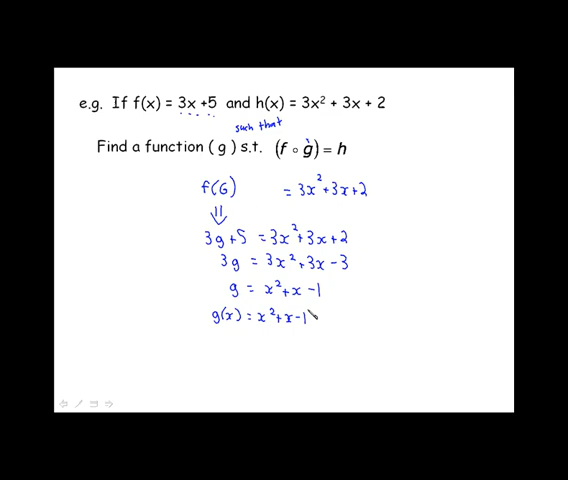 e.g. If f(x) = 3x +5 and h(x) = 3x² + 3x + 2
such that
Find a function ( g ) s.t. (f ∘ g) = h
f(G) = 3x² + 3x + 2
3g + 5 = 3x² + 3x + 2
3g = 3x² + 3x - 3
g = x² + x - 1
g(x) = x² + x - 1